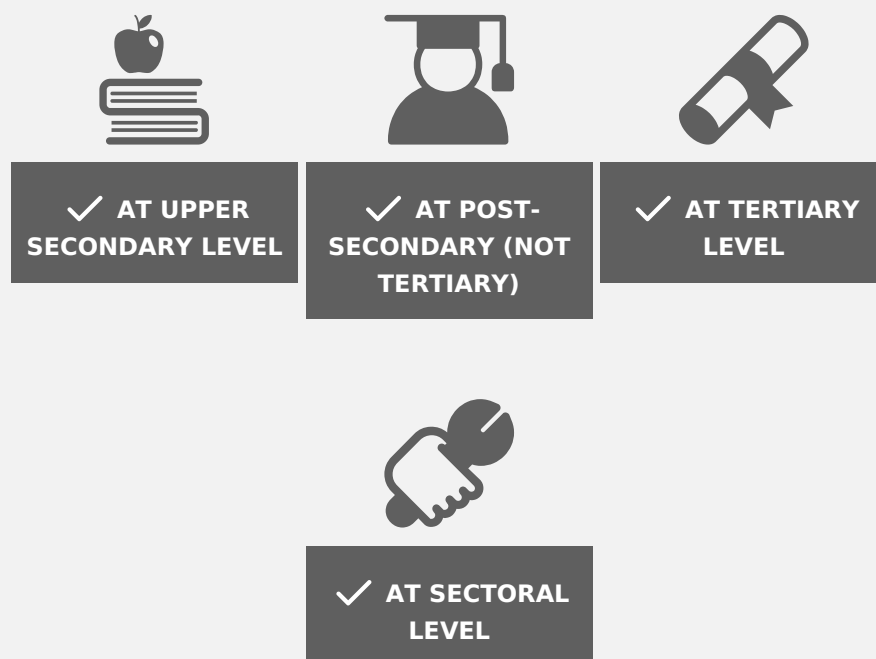 AT UPPER
SECONDARY LEVEL
AT POST-
SECONDARY (NOT
TERTIARY)
AT TERTIARY
LEVEL
AT SECTORAL
LEVEL